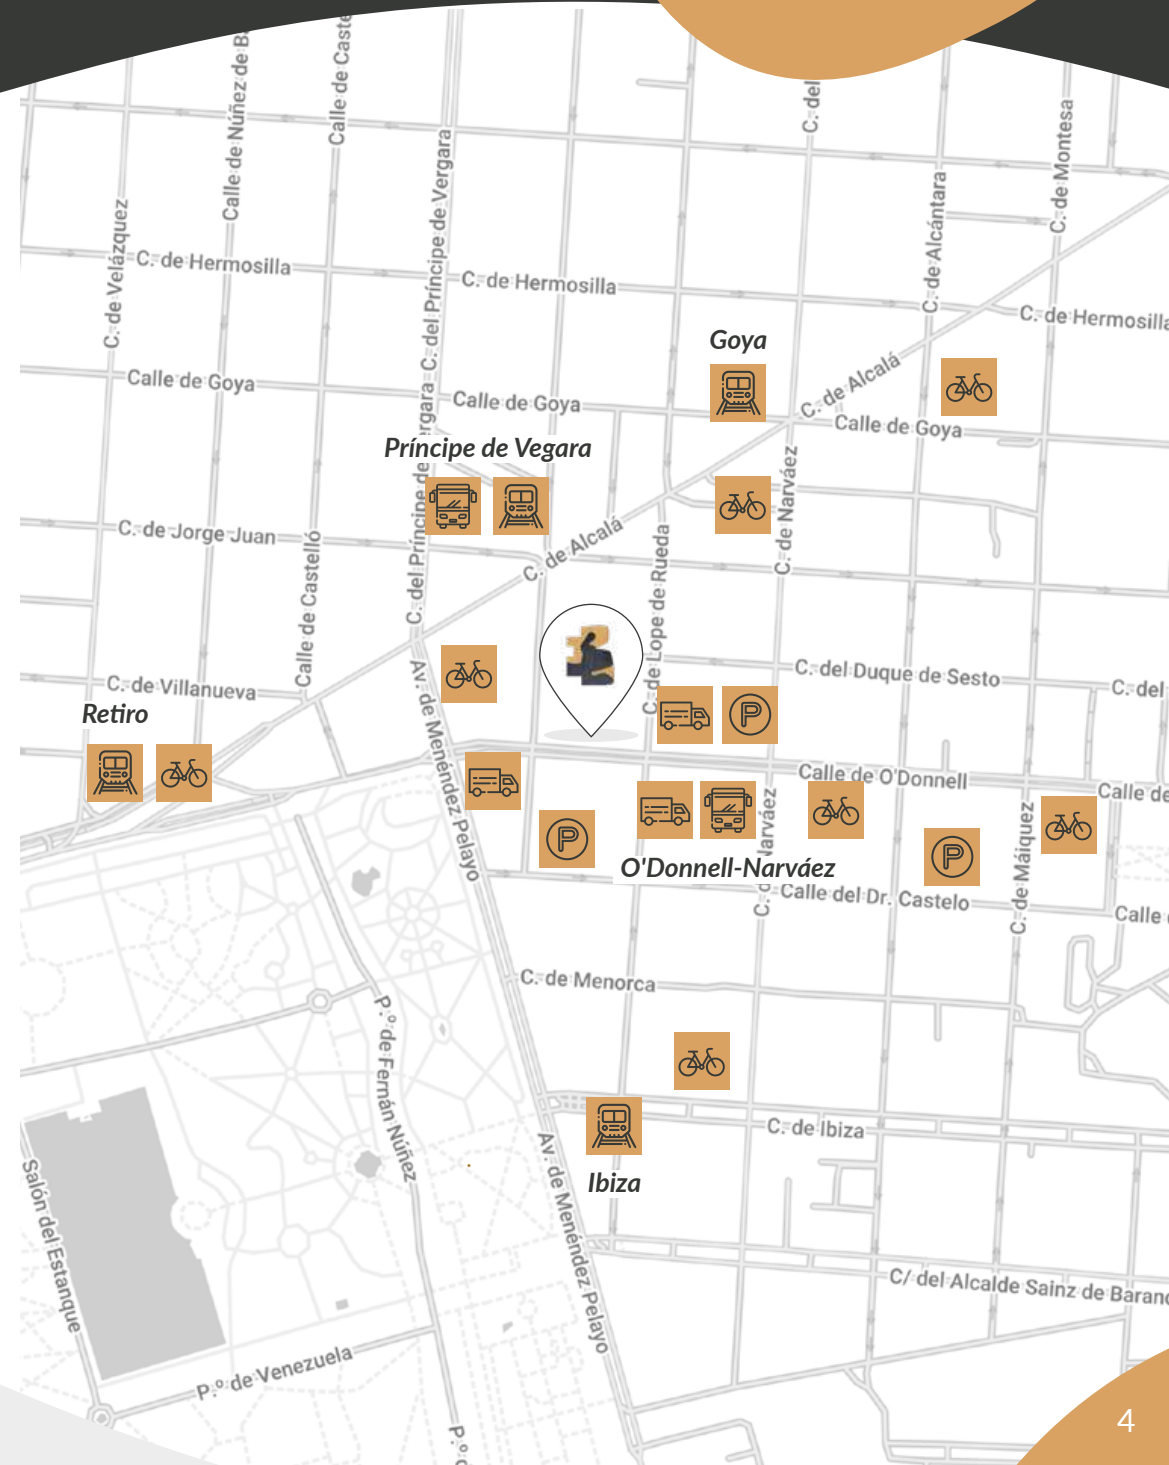 Calle de Núñez de B
Calle de Caste
C. del
C. de Montesa
C. del Príncipe de Vergara
C. de Velázquez
C. de Alcántara
C. de Hermosilla
C. de Hermosilla
C. de Hermosilla
Goya
C. de Alcalá
Calle de Goya
Calle de Goya
Calle de Goya
ergara
Príncipe de Vegara
C. del Príncipe de
C. de Narváez
C. de Jorge Juan
C. de Alcalá
Calle de Castelló
C. de Lope de Rueda
C. del Duque de Sesto
C. del
C. de Villanueva
Retiro
Av. de Menéndez Pelayo
P
Calle de O'Donnell
Calle de
P
P
O'Donnell-Narváez
C. d
Narváez
C. de Máiquez
Calle del Dr. Castelo
Calle
C. de Menorca
P.º de Fernán Núñez
C. de Ibiza
Ibiza
Av. de Menéndez Pelayo
Salón del Estanque
C/ del Alcalde Sainz de Baran
P.º de Venezuela
P.º
4